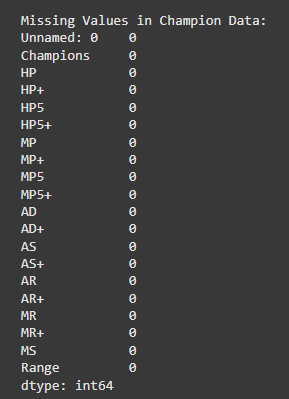 Missing Values in Champion Data:
Unnamed: 0    0
Champions     0
HP            0
HP+           0
HP5           0
HP5+          0
MP            0
MP+           0
MP5           0
MP5+          0
AD            0
AD+           0
AS            0
AS+           0
AR            0
AR+           0
MR            0
MR+           0
MS            0
Range         0
dtype: int64